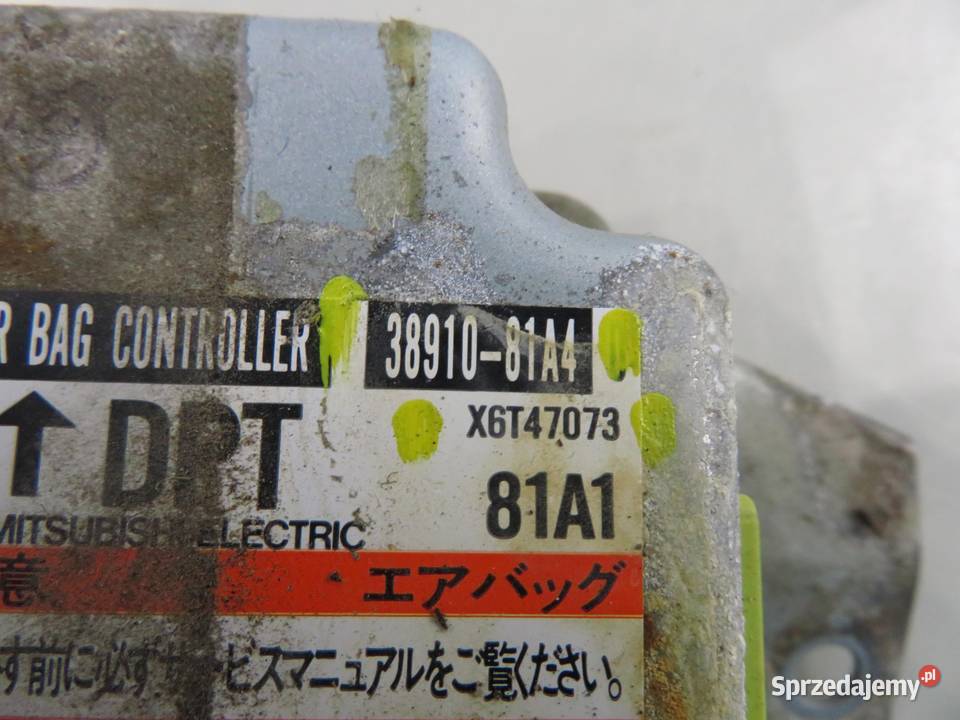 R BAG CONTROLLER 38910-81A4
X6T47073
DPT
81A1
MITSUBISHI ELECTRIC
意 エアバッグ
す前に必ずサービスマニュアルをご覧ください。
Sprzedajemy.pl